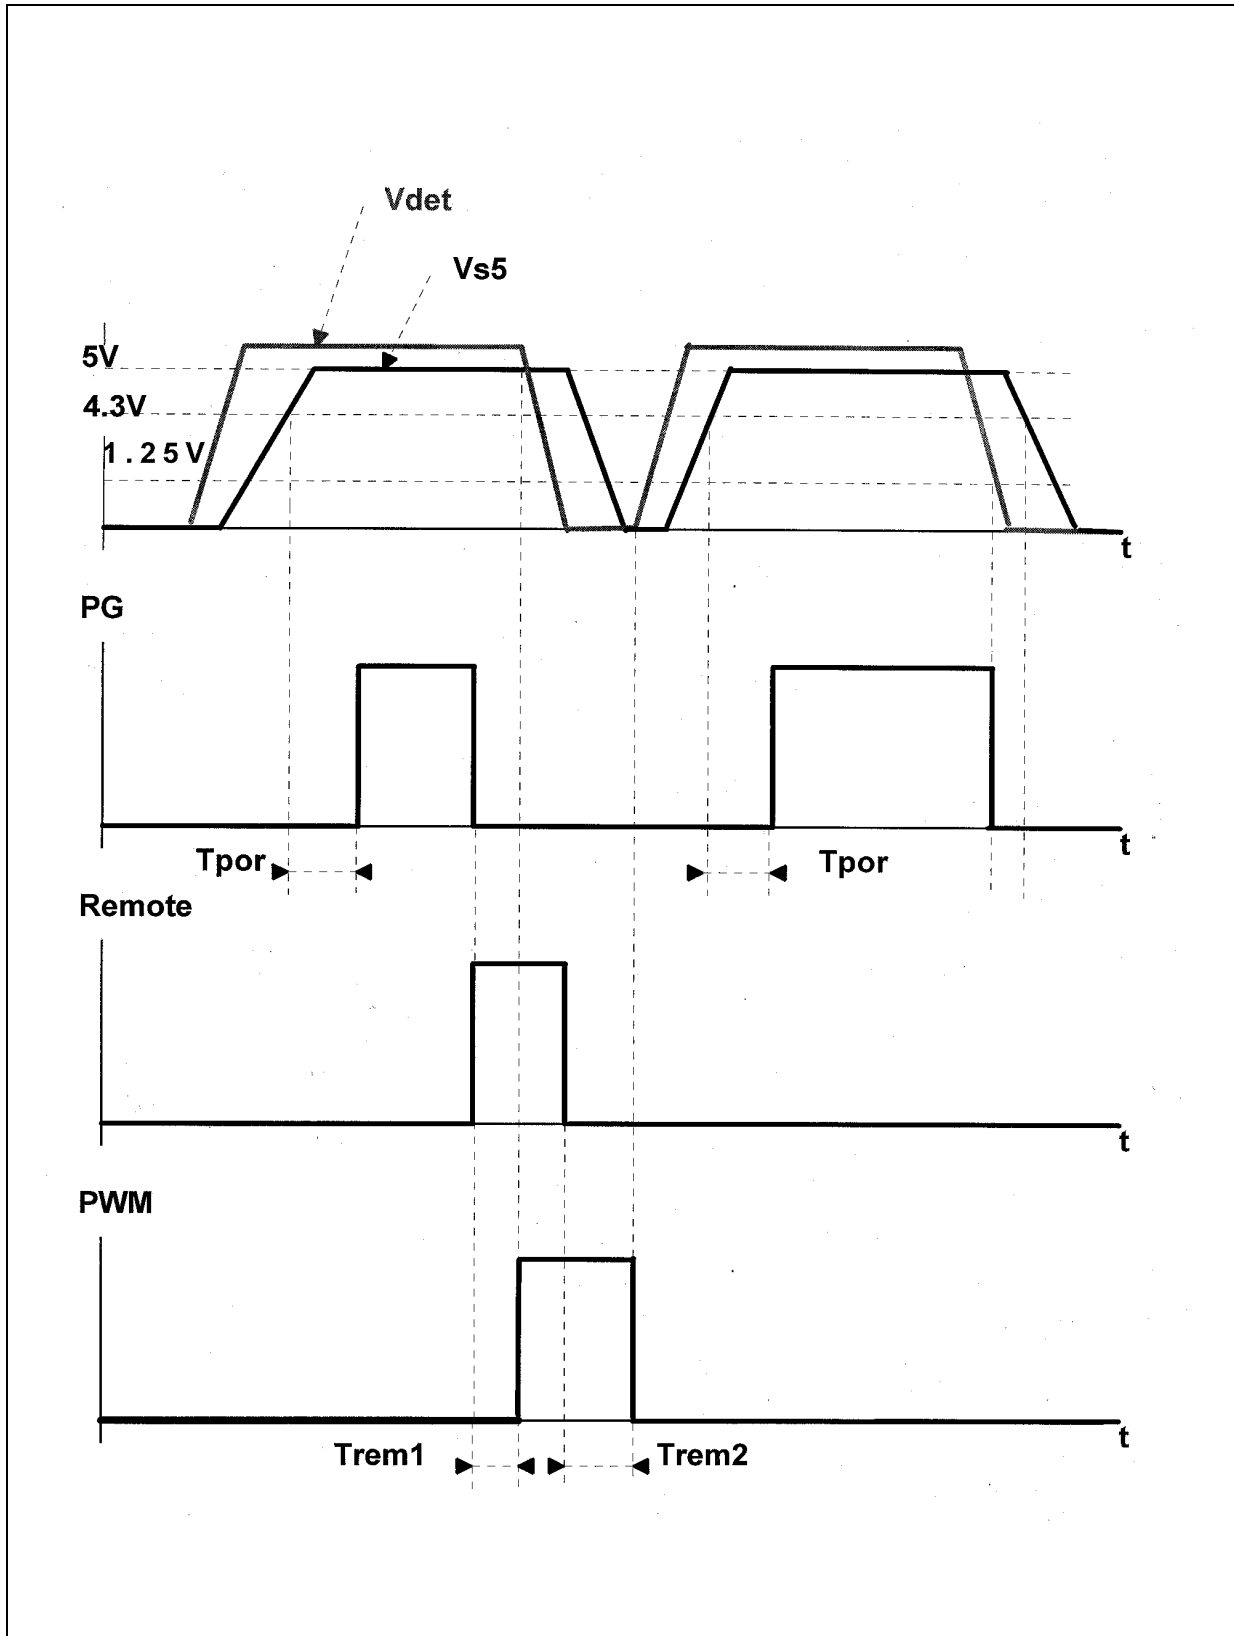 Vdet
Vs5
5V
4.3V
1.25V
t
PG
t
Tpor
Tpor
Remote
t
PWM
t
Trem1
Trem2